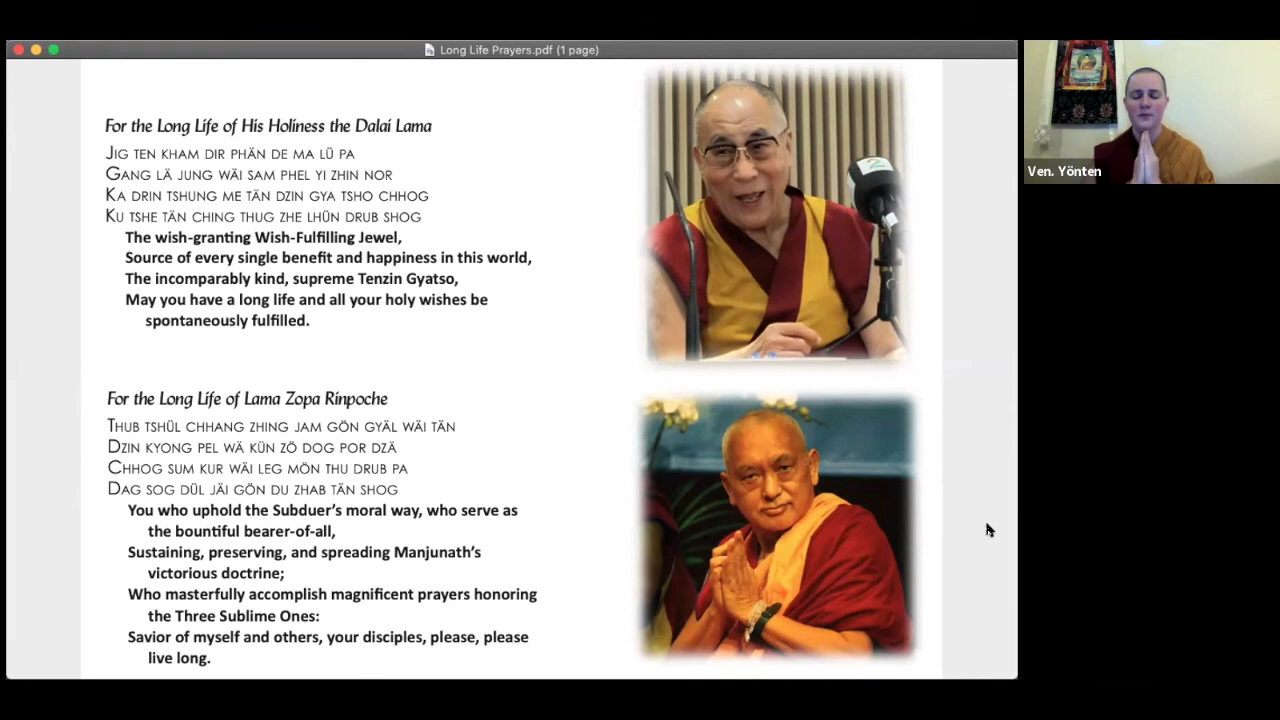 Long Life Prayers.pdf (1 page)
For the Long Life of His Holiness the Dalai Lama
JIG TEN KHAM DIR PHÄN DE MA LÜ PA
GANG LÄ JUNG WÄI SAM PHEL YI ZHIN NOR
KA DRIN TSHUNG ME TÄN DZIN GYA TSHO CHHOG
KU TSHE TÄN CHING THUG ZHE LHÜN DRUB SHOG
The wish-granting Wish-Fulfilling Jewel,
Source of every single benefit and happiness in this world,
The incomparably kind, supreme Tenzin Gyatso,
May you have a long life and all your holy wishes be
spontaneously fulfilled.
2
For the Long Life of Lama Zopa Rinpoche
THUB TSHÜL CHHANG ZHING JAM GÖN GYÄL WÄI TÄN
DZIN KYONG PEL WÄ KÜN ZÖ DOG POR DZÄ
CHHOG SUM KUR WÄI LEG MÖN THU DRUB PA
DAG SOG DÜL JÄI GÖN DU ZHAB TÄN SHOG
You who uphold the Subduer's moral way, who serve as
the bountiful bearer-of-all,
Sustaining, preserving, and spreading Manjunath's
victorious doctrine;
Who masterfully accomplish magnificent prayers honoring
the Three Sublime Ones:
Savior of myself and others, your disciples, please, please
live long.
Ven. Yönten